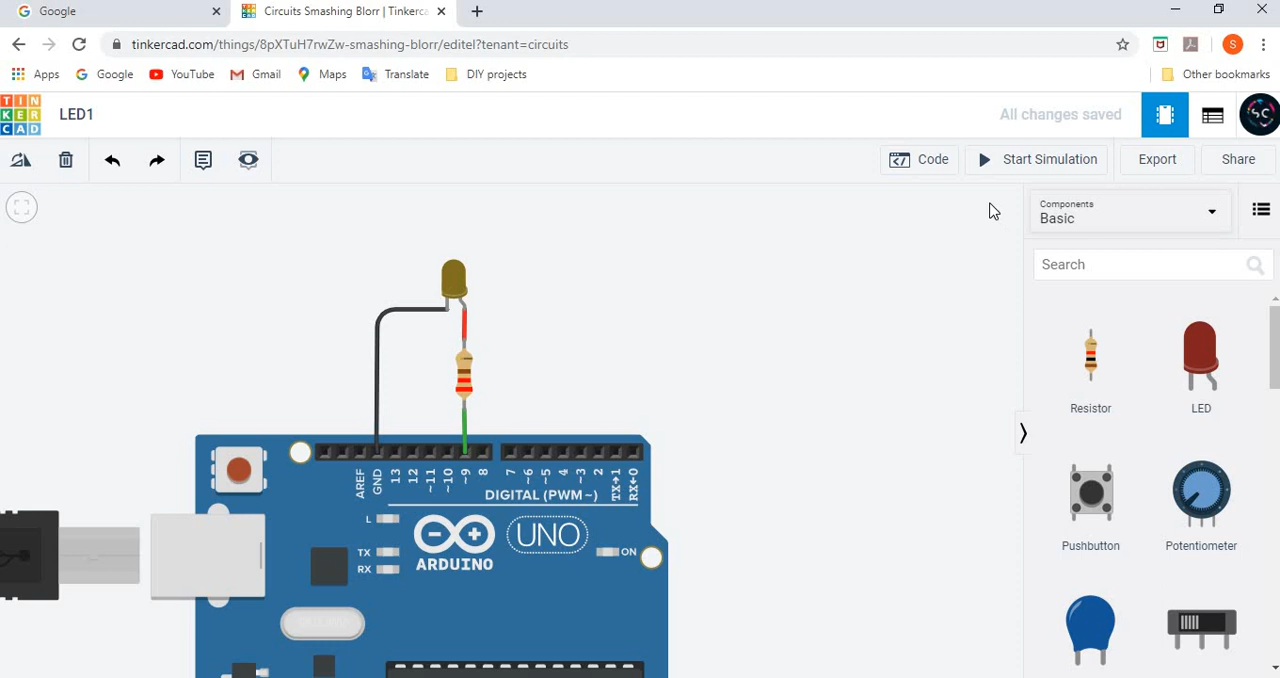 Google
Circuits Smashing Blorr | Tinkerca
tinkercad.com/things/8pXTuH7rwZw-smashing-blorr/editel?tenant=circuits
S
Apps
Google
YouTube
Gmail
Maps
Translate
DIY projects
Other bookmarks
TIN
KER
CAD
LED1
All changes saved
SC
Code
Start Simulation
Export
Share
Components
Basic
Search
Resistor
LED
Pushbutton
Potentiometer
AREF
GND
13
12
~11
~10
~9
8
7
~6
~5
4
~3
2
TX→1
RX←0
DIGITAL (PWM~)
L
TX
RX
ARDUINO
UNO
ON